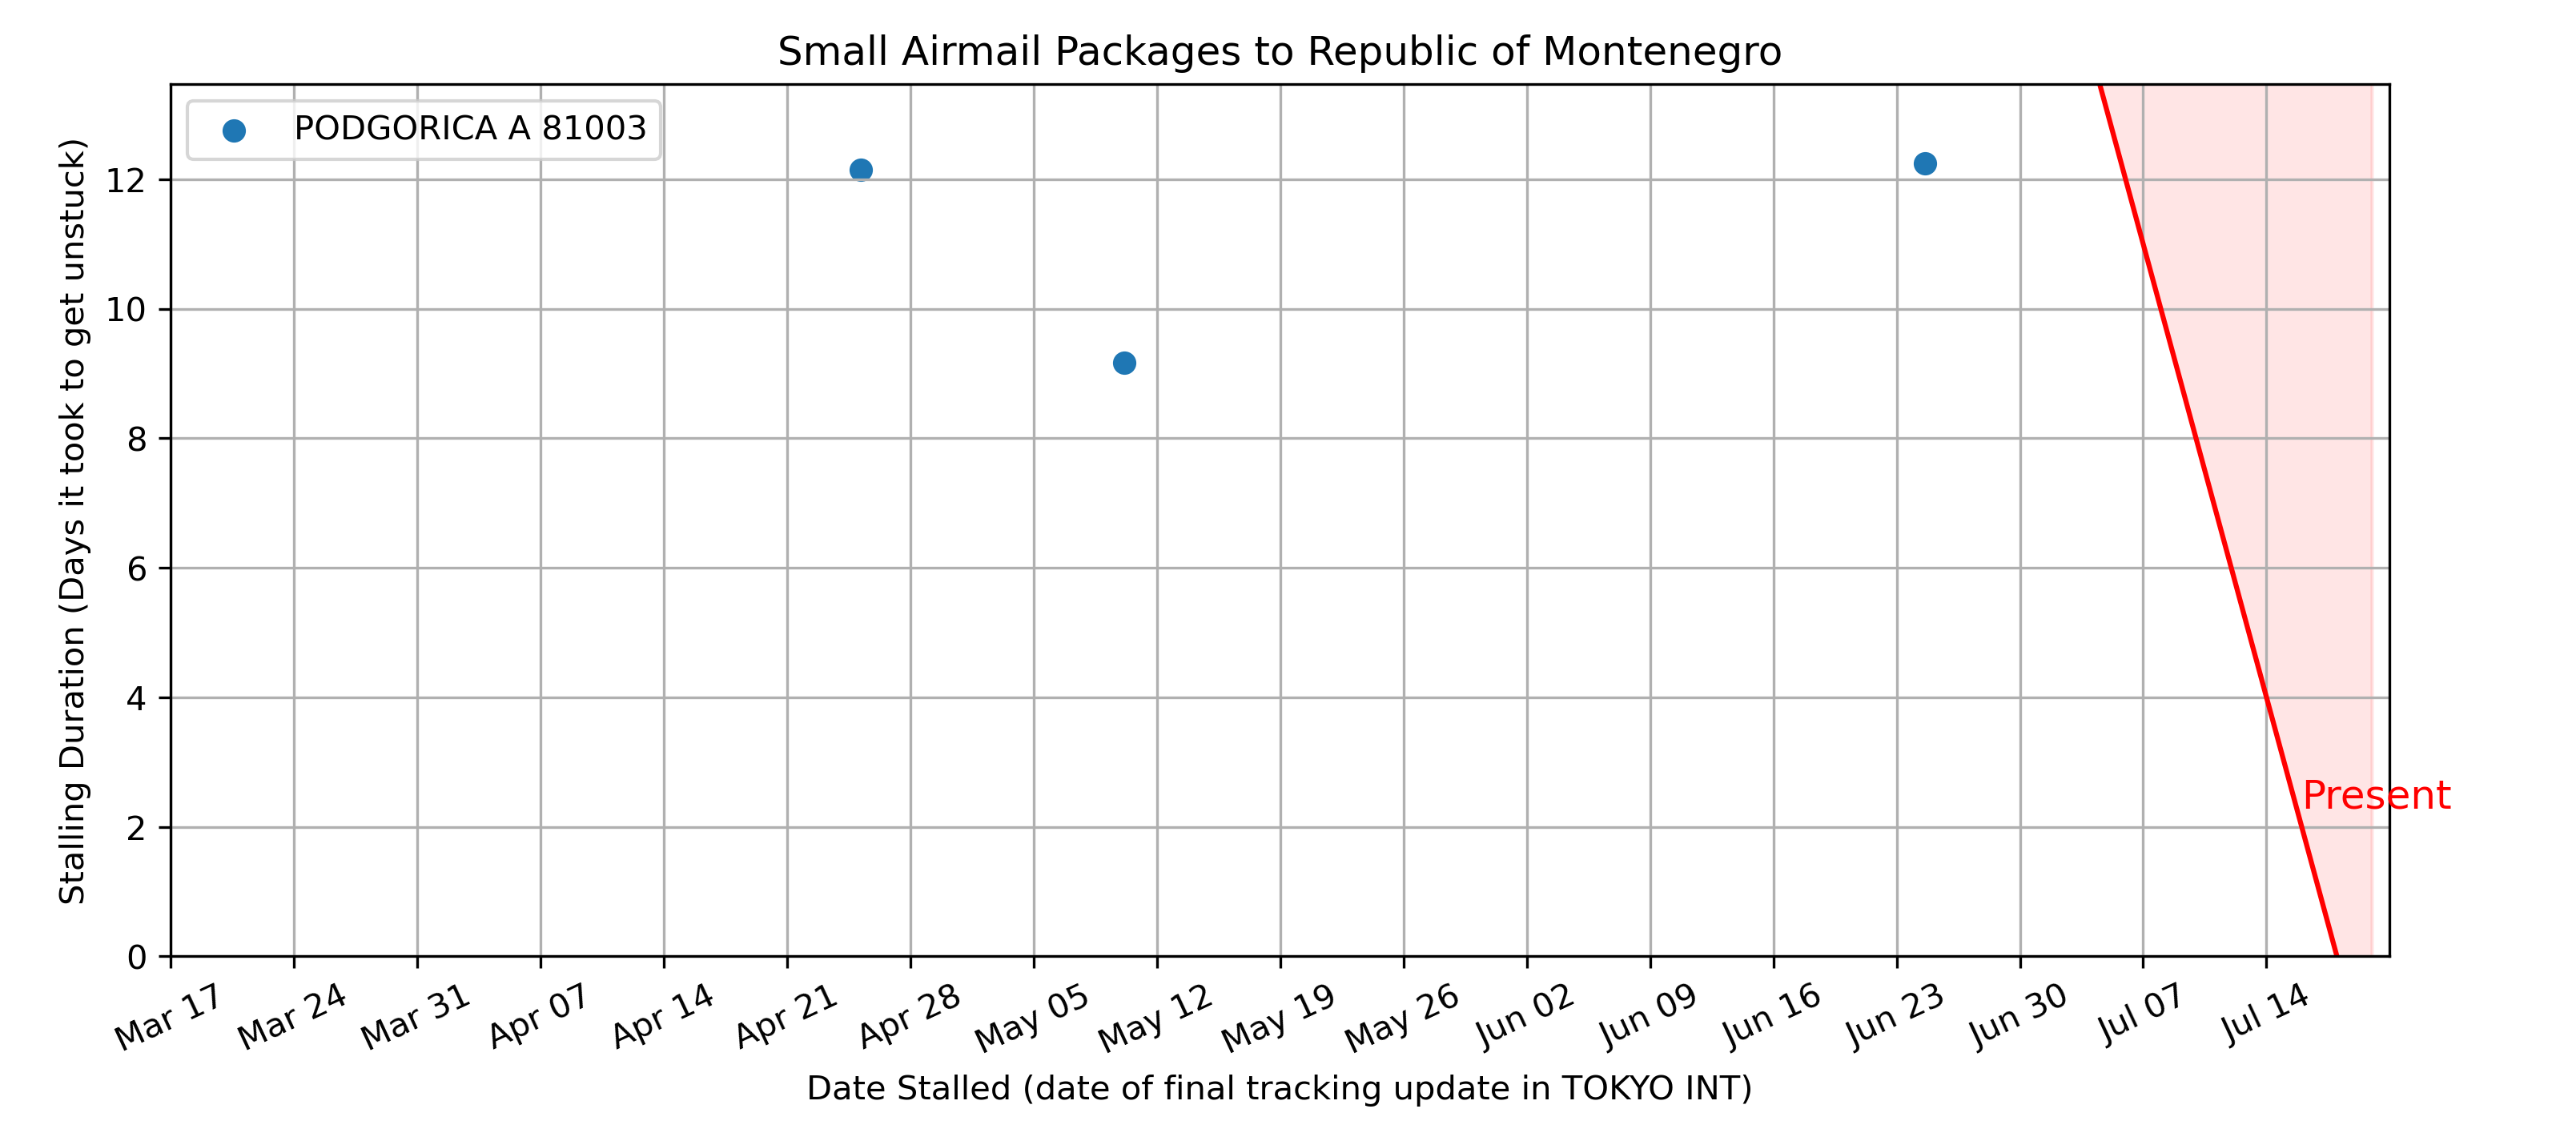 Small Airmail Packages to Republic of Montenegro
PODGORICA A 81003
Stalling Duration (Days it took to get unstuck)
12
10
8
6
4
2
0
Present
Mar 17
Mar 24
Mar 31
Apr 07
Apr 14
Apr 21
Apr 28
May 05
May 12
May 19
May 26
Jun 02
Jun 09
Jun 16
Jun 23
Jun 30
Jul 07
Jul 14
Date Stalled (date of final tracking update in TOKYO INT)